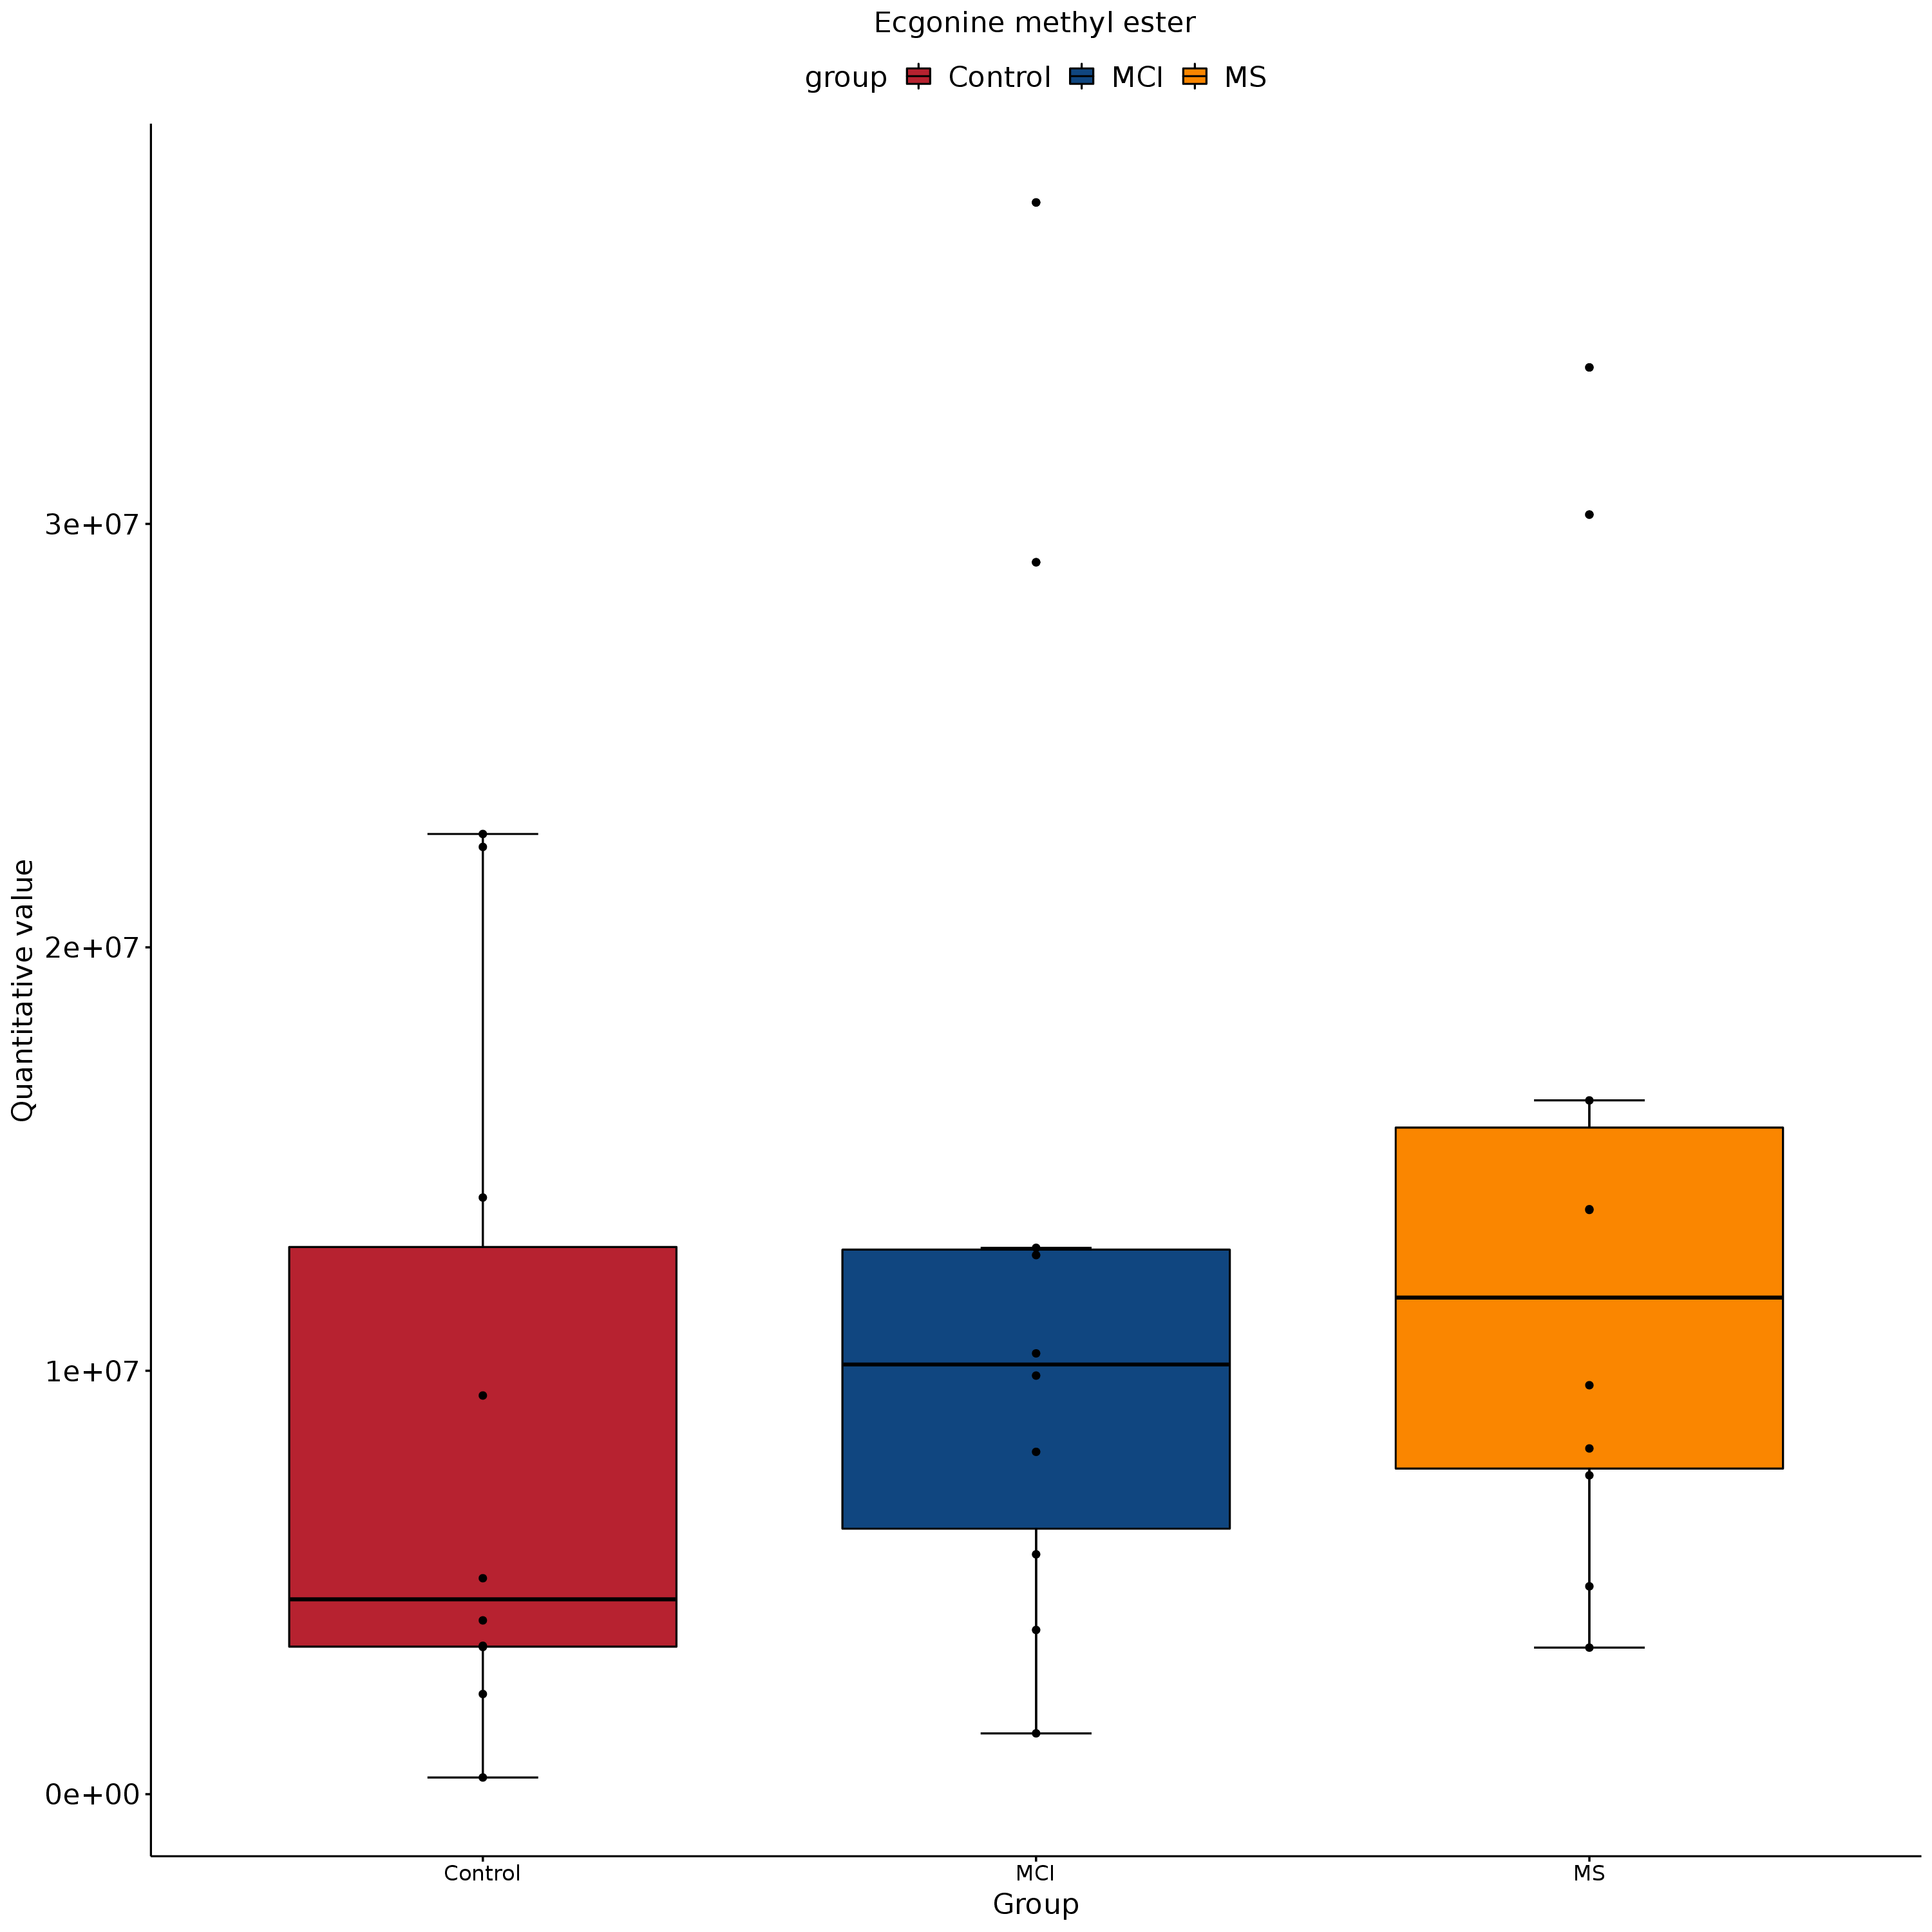 Ecgonine methyl ester
group Control MCI MS
Quantitative value
3e+07
2e+07
1e+07
0e+00
Control MCI MS
Group